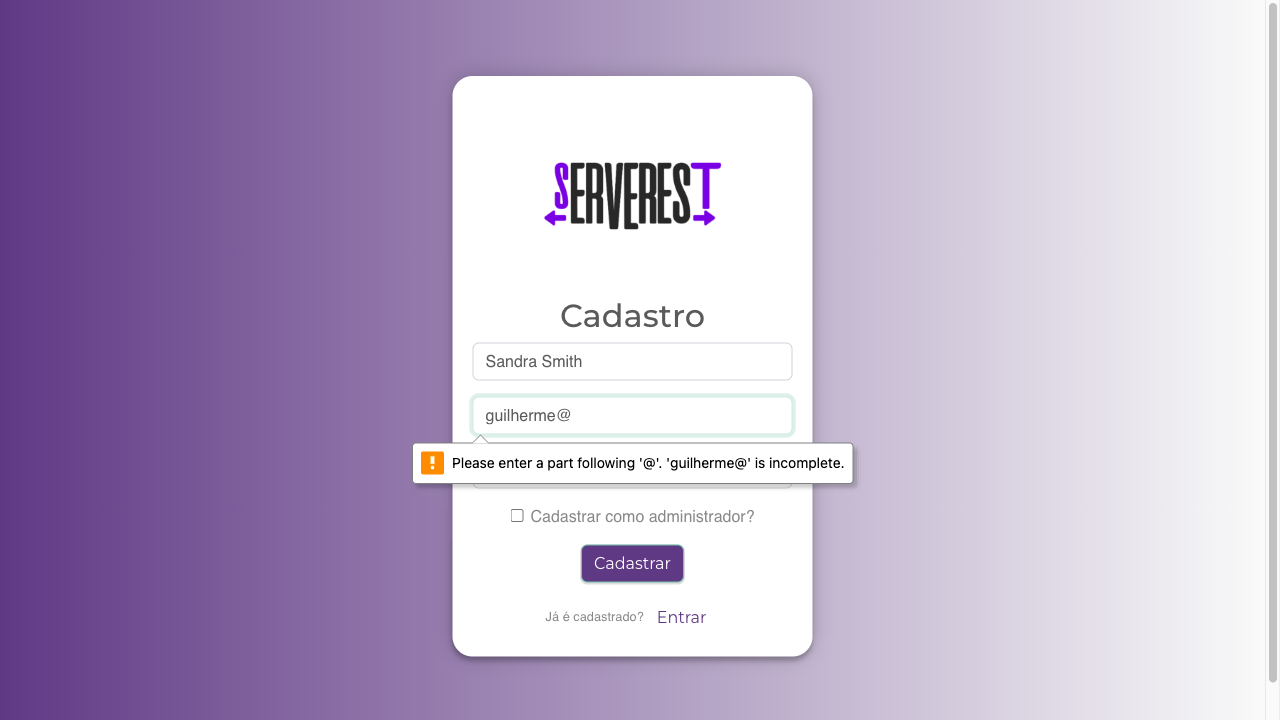 SERVEREST
Cadastro
Sandra Smith
guilherme@
Please enter a part following '@'. 'guilherme@' is incomplete.
Cadastrar como administrador?
Cadastrar
Já é cadastrado? Entrar